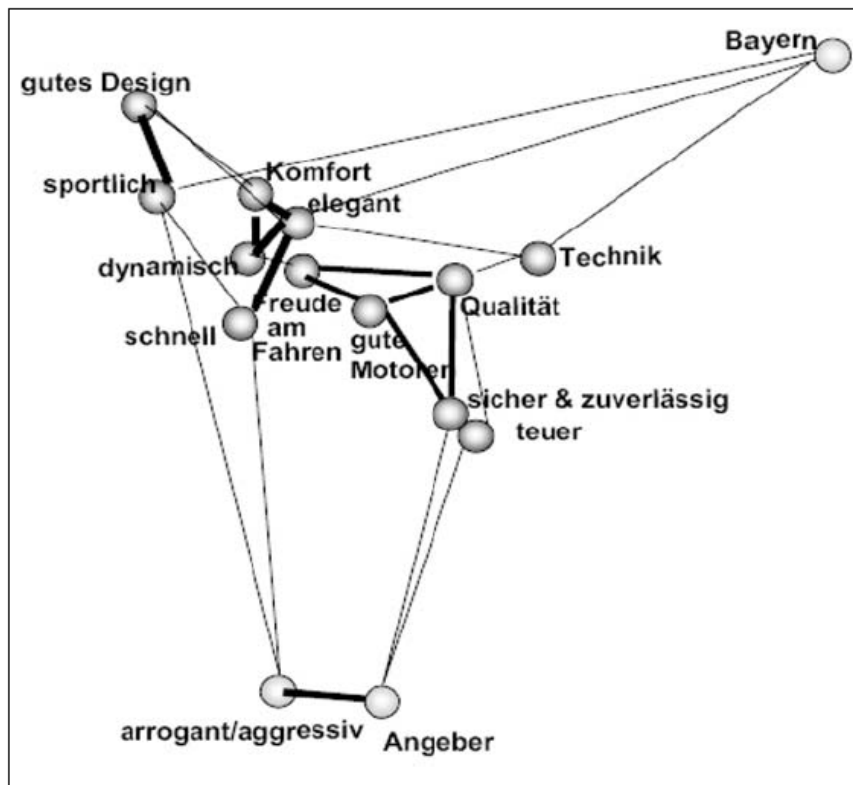 Bayern
gutes Design
Komfort
sportlich
elegant
dynamisch
Technik
Freude
Qualität
schnell
am
gute
Fahren
Motoren
sicher & zuverlässig
teuer
arrogant/aggressiv
Angeber